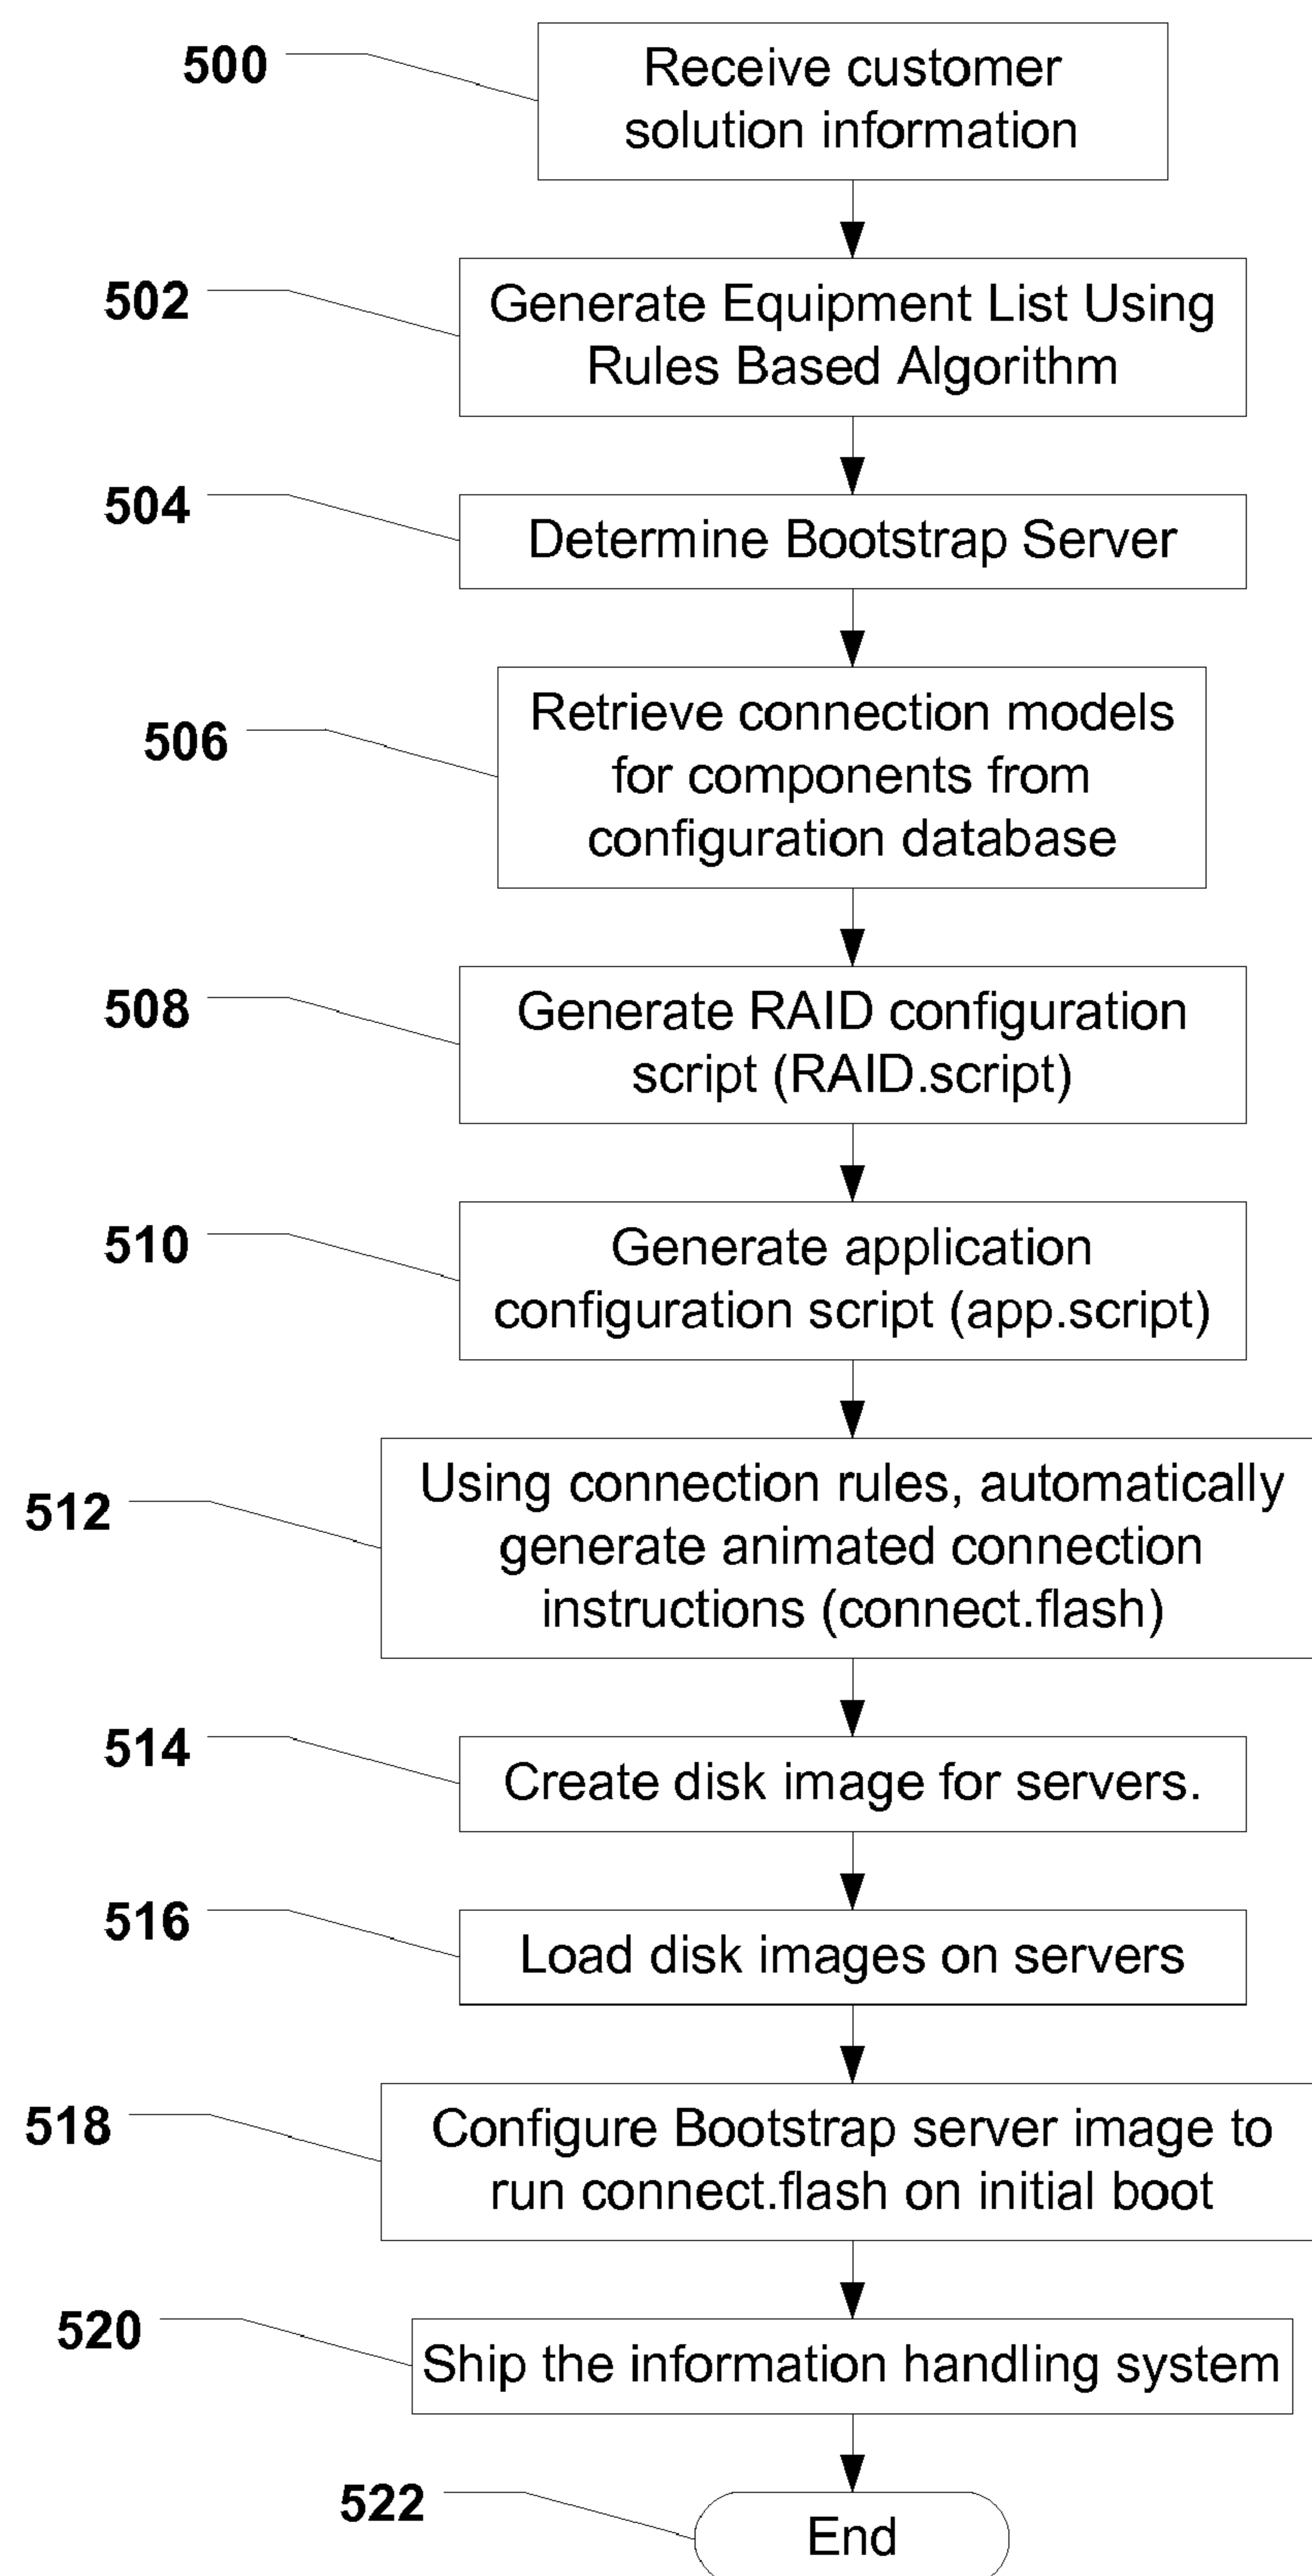 500
Receive customer
solution information
502
Generate Equipment List Using
Rules Based Algorithm
504
Determine Bootstrap Server
506
Retrieve connection models
for components from
configuration database
508
Generate RAID configuration
script (RAID.script)
510
Generate application
configuration script (app.script)
512
Using connection rules, automatically
generate animated connection
instructions (connect.flash)
514
Create disk image for servers.
516
Load disk images on servers
518
Configure Bootstrap server image to
run connect.flash on initial boot
520
Ship the information handling system
522
End